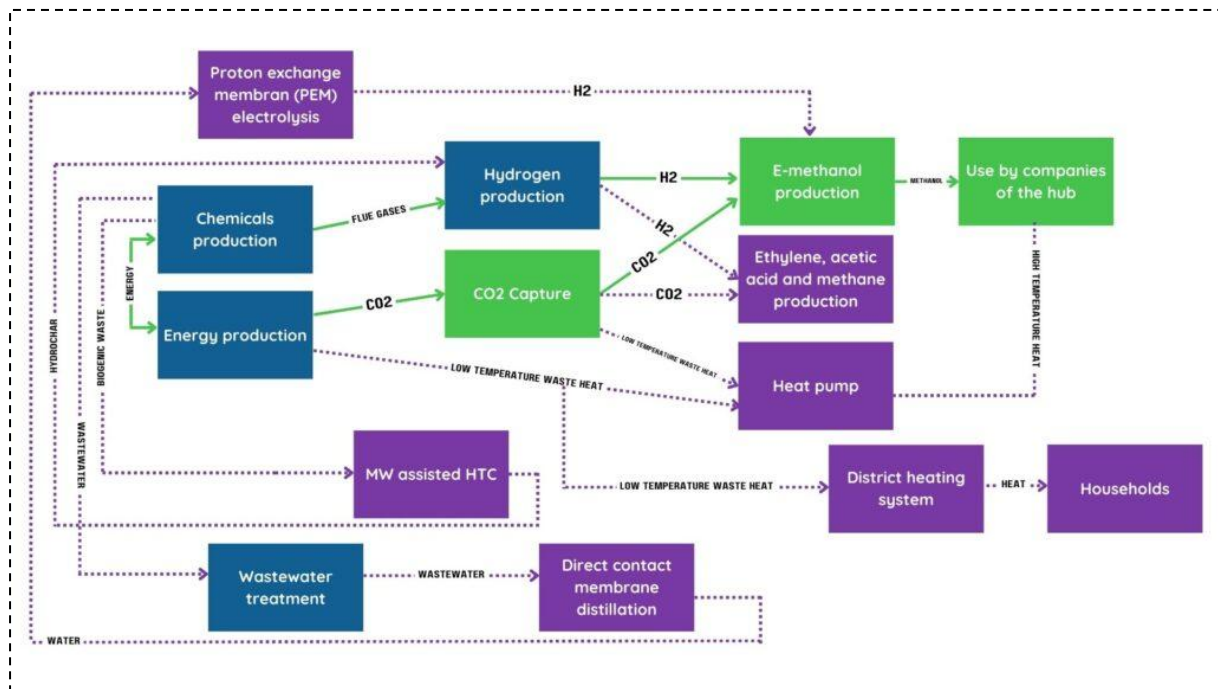 Proton exchange
membran (PEM)
electrolysis
H2
Hydrogen
production
H2
E-methanol
production
METHANOL
Use by companies
of the hub
Chemicals
production
FLUE GASES
H2
CO2
Ethylene, acetic
acid and methane
production
HIGH TEMPERATURE HEAT
ENERGY
CO2
CO2 Capture
CO2
Energy production
LOW TEMPERATURE WASTE HEAT
LOW TEMPERATURE WASTE HEAT
Heat pump
HYDROCHAR
BIOGENIC WASTE
WASTEWATER
MW assisted HTC
LOW TEMPERATURE WASTE HEAT
District heating
system
HEAT
Households
Wastewater
treatment
WASTEWATER
Direct contact
membrane
distillation
WATER